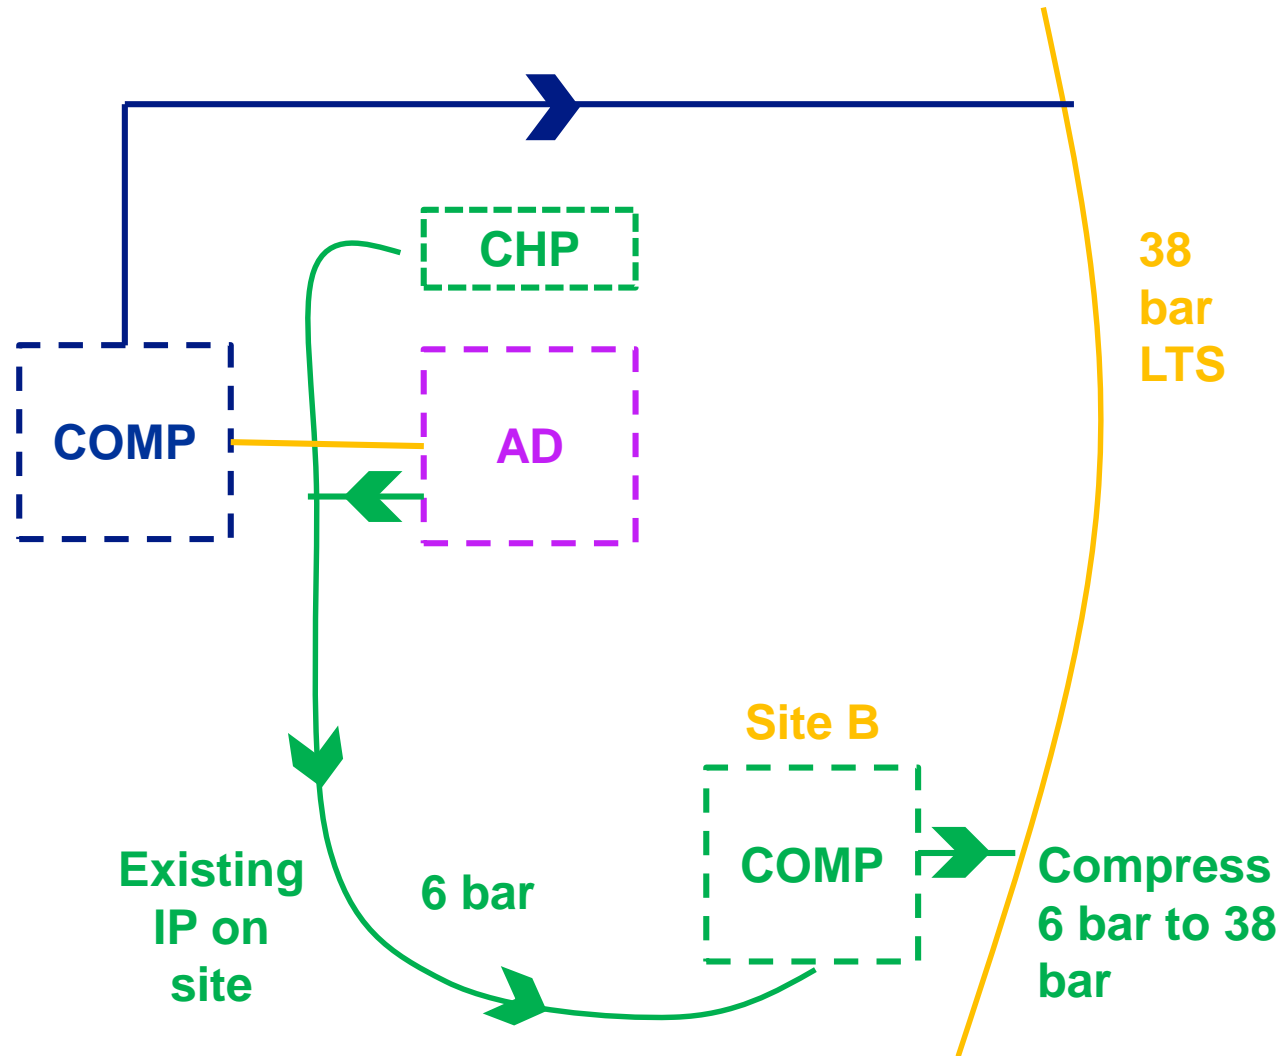 CHP
38
bar
LTS
COMP
AD
Site B
Existing
IP on
site
6 bar
COMP
Compress
6 bar to 38
bar